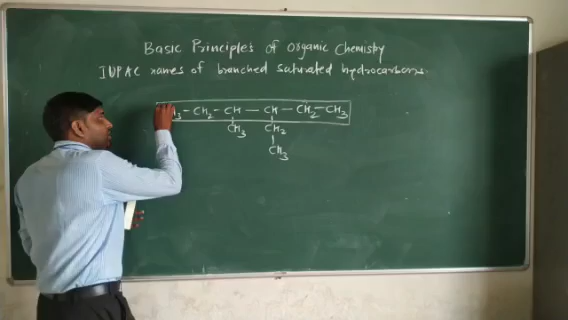 Basic Principles of Organic Chemistry
IUPAC names of branched saturated hydrocarbons.
3 - CH2 - CH - CH - CH2 - CH3
CH3 CH2
CH3